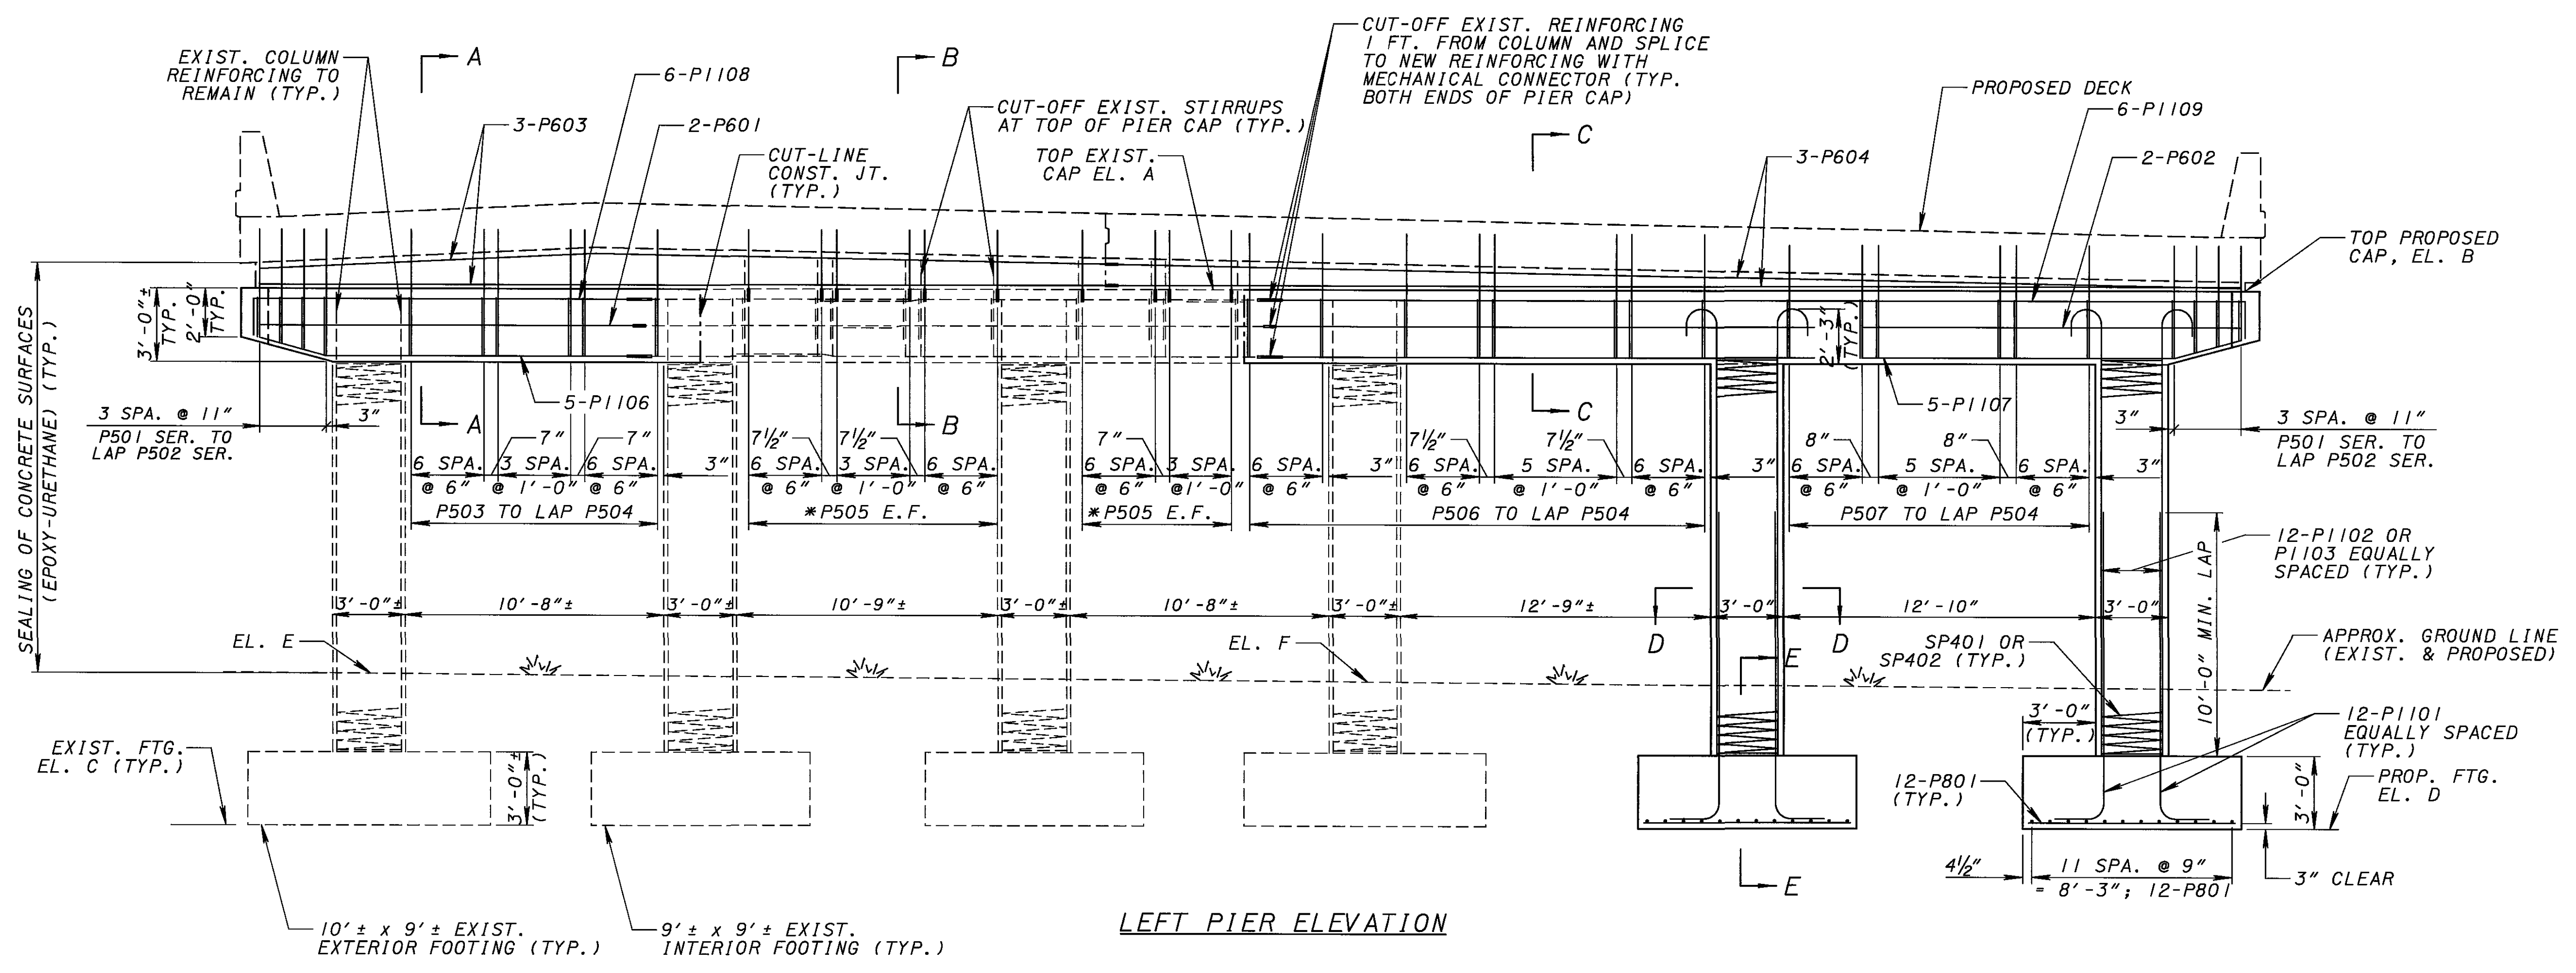 EXIST. COLUMN
REINFORCING TO
REMAIN (TYP.)
A
6-P1108
3-P603
2-P601
B
CUT-OFF EXIST. STIRRUPS
AT TOP OF PIER CAP (TYP.)
CUT-LINE
CONST. JT.
(TYP.)
TOP EXIST.
CAP EL. A
CUT-OFF EXIST. REINFORCING
1 FT. FROM COLUMN AND SPLICE
TO NEW REINFORCING WITH
MECHANICAL CONNECTOR (TYP.
BOTH ENDS OF PIER CAP)
C
PROPOSED DECK
6-P1109
3-P604
2-P602
TOP PROPOSED
CAP, EL. B
SEALING OF CONCRETE SURFACES
(EPOXY-URETHANE) (TYP.)
3'-0"±
TYP.
2'-0"
TYP.
2'-3"
(TYP.)
5-P1106
5-P1107
A
B
C
3 SPA. @ 11"
P501 SER. TO
LAP P502 SER.
3"
7"
7"
6 SPA.
@ 6"
3 SPA.
@ 1'-0"
6 SPA.
@ 6"
3"
P503 TO LAP P504
7½"
7½"
6 SPA.
@ 6"
3 SPA.
@ 1'-0"
6 SPA.
@ 6"
*P505 E.F.
7"
6 SPA.
@ 6"
3 SPA.
@1'-0"
*P505 E.F.
6 SPA.
@ 6"
3"
7½"
7½"
6 SPA.
@ 6"
5 SPA.
@ 1'-0"
6 SPA.
@ 6"
3"
P506 TO LAP P504
8"
8"
6 SPA.
@ 6"
5 SPA.
@ 1'-0"
6 SPA.
@ 6"
3"
P507 TO LAP P504
3"
3 SPA. @ 11"
P501 SER. TO
LAP P502 SER.
12-P1102 OR
P1103 EQUALLY
SPACED (TYP.)
10'-0" MIN. LAP
3'-0"±
10'-8"±
3'-0"±
10'-9"±
3'-0"±
10'-8"±
3'-0"±
12'-9"±
3'-0"
12'-10"
3'-0"
D
D
EL. E
EL. F
E
SP401 OR
SP402 (TYP.)
APPROX. GROUND LINE
(EXIST. & PROPOSED)
3'-0"
(TYP.)
12-P1101
EQUALLY SPACED
(TYP.)
EXIST. FTG.
EL. C (TYP.)
3'-0"±
(TYP.)
12-P801
(TYP.)
3'-0"
PROP. FTG.
EL. D
4½"
11 SPA. @ 9"
= 8'-3"; 12-P801
3" CLEAR
E
10'± x 9'± EXIST.
EXTERIOR FOOTING (TYP.)
9'± x 9'± EXIST.
INTERIOR FOOTING (TYP.)
LEFT PIER ELEVATION